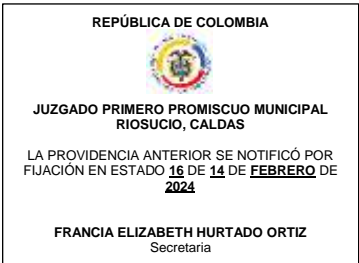 REPÚBLICA DE COLOMBIA
JUZGADO PRIMERO PROMISCUO MUNICIPAL
RIOSUCIO, CALDAS
LA PROVIDENCIA ANTERIOR SE NOTIFICÓ POR
FIJACIÓN EN ESTADO 16 DE 14 DE FEBRERO DE
2024
FRANCIA ELIZABETH HURTADO ORTIZ
Secretaria